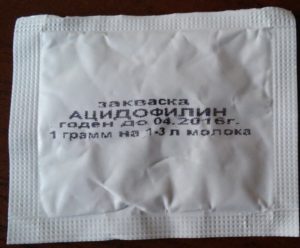 закваска
АЦИДОФИЛИН
годен до 04.2016г.
1 грамм на 1-3 л молока